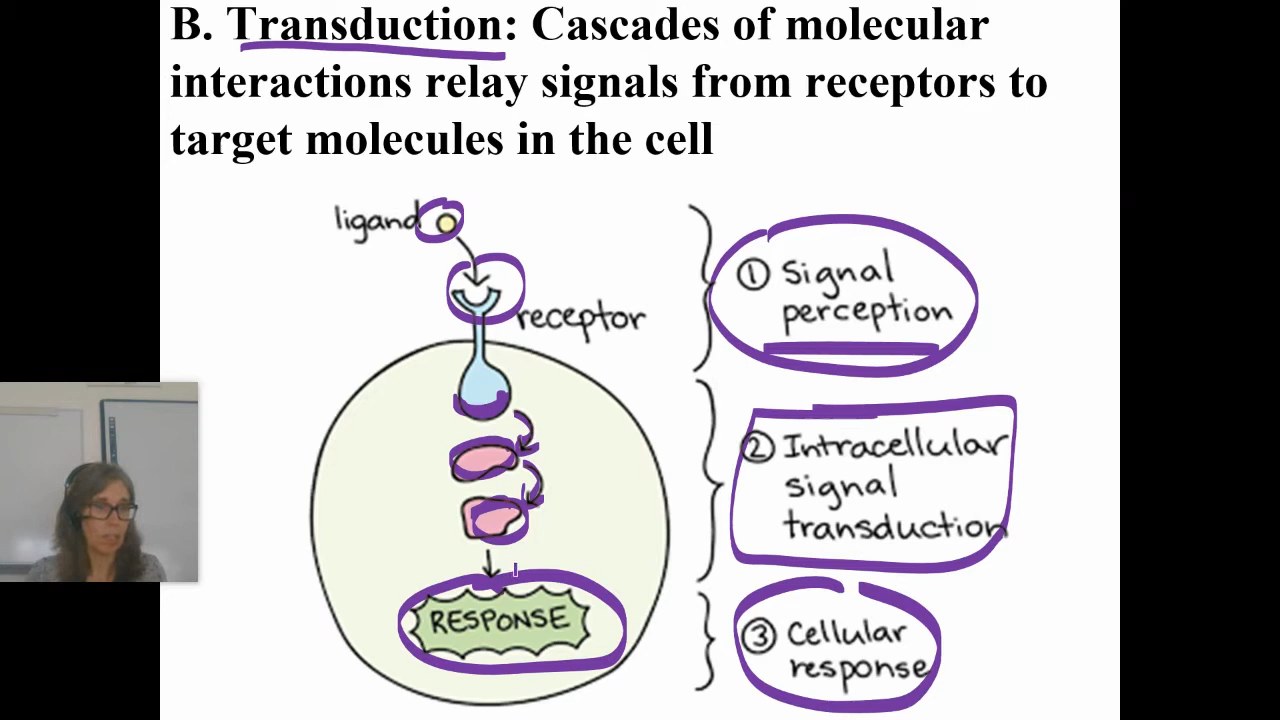 B. Transduction: Cascades of molecular
interactions relay signals from receptors to
target molecules in the cell
ligand
receptor
① Signal
perception
② Intracellular
signal
transduction
RESPONSE
③ Cellular
response